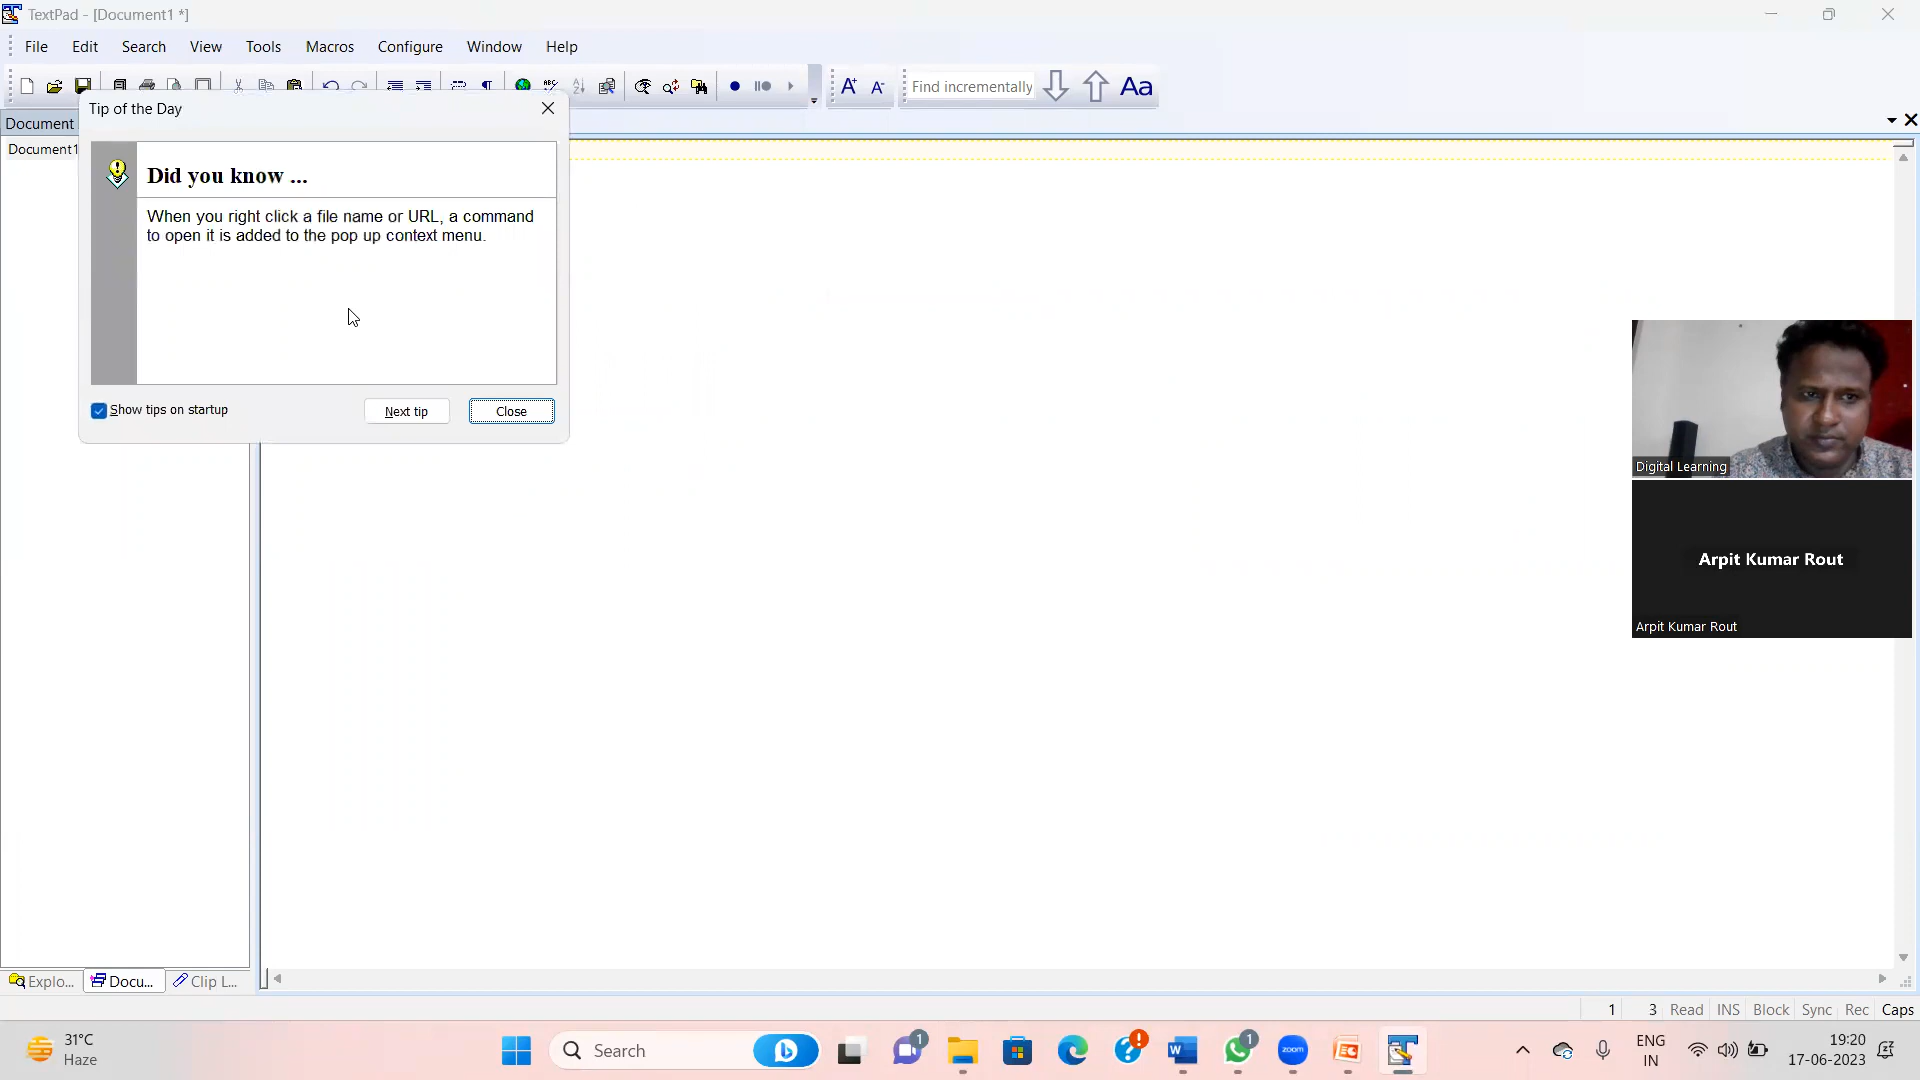 TextPad - [Document1 *]
File Edit Search View Tools Macros Configure Window Help
Find incrementally
Aa
Tip of the Day
Document
Document1
Did you know ...
When you right click a file name or URL, a command
to open it is added to the pop up context menu.
Show tips on startup
Next tip
Close
Digital Learning
Arpit Kumar Rout
Arpit Kumar Rout
Explo...
Docu...
Clip L...
1 3 Read INS Block Sync Rec Caps
31°C
Haze
Search
1
1
zoom
ENG
IN
19:20
17-06-2023